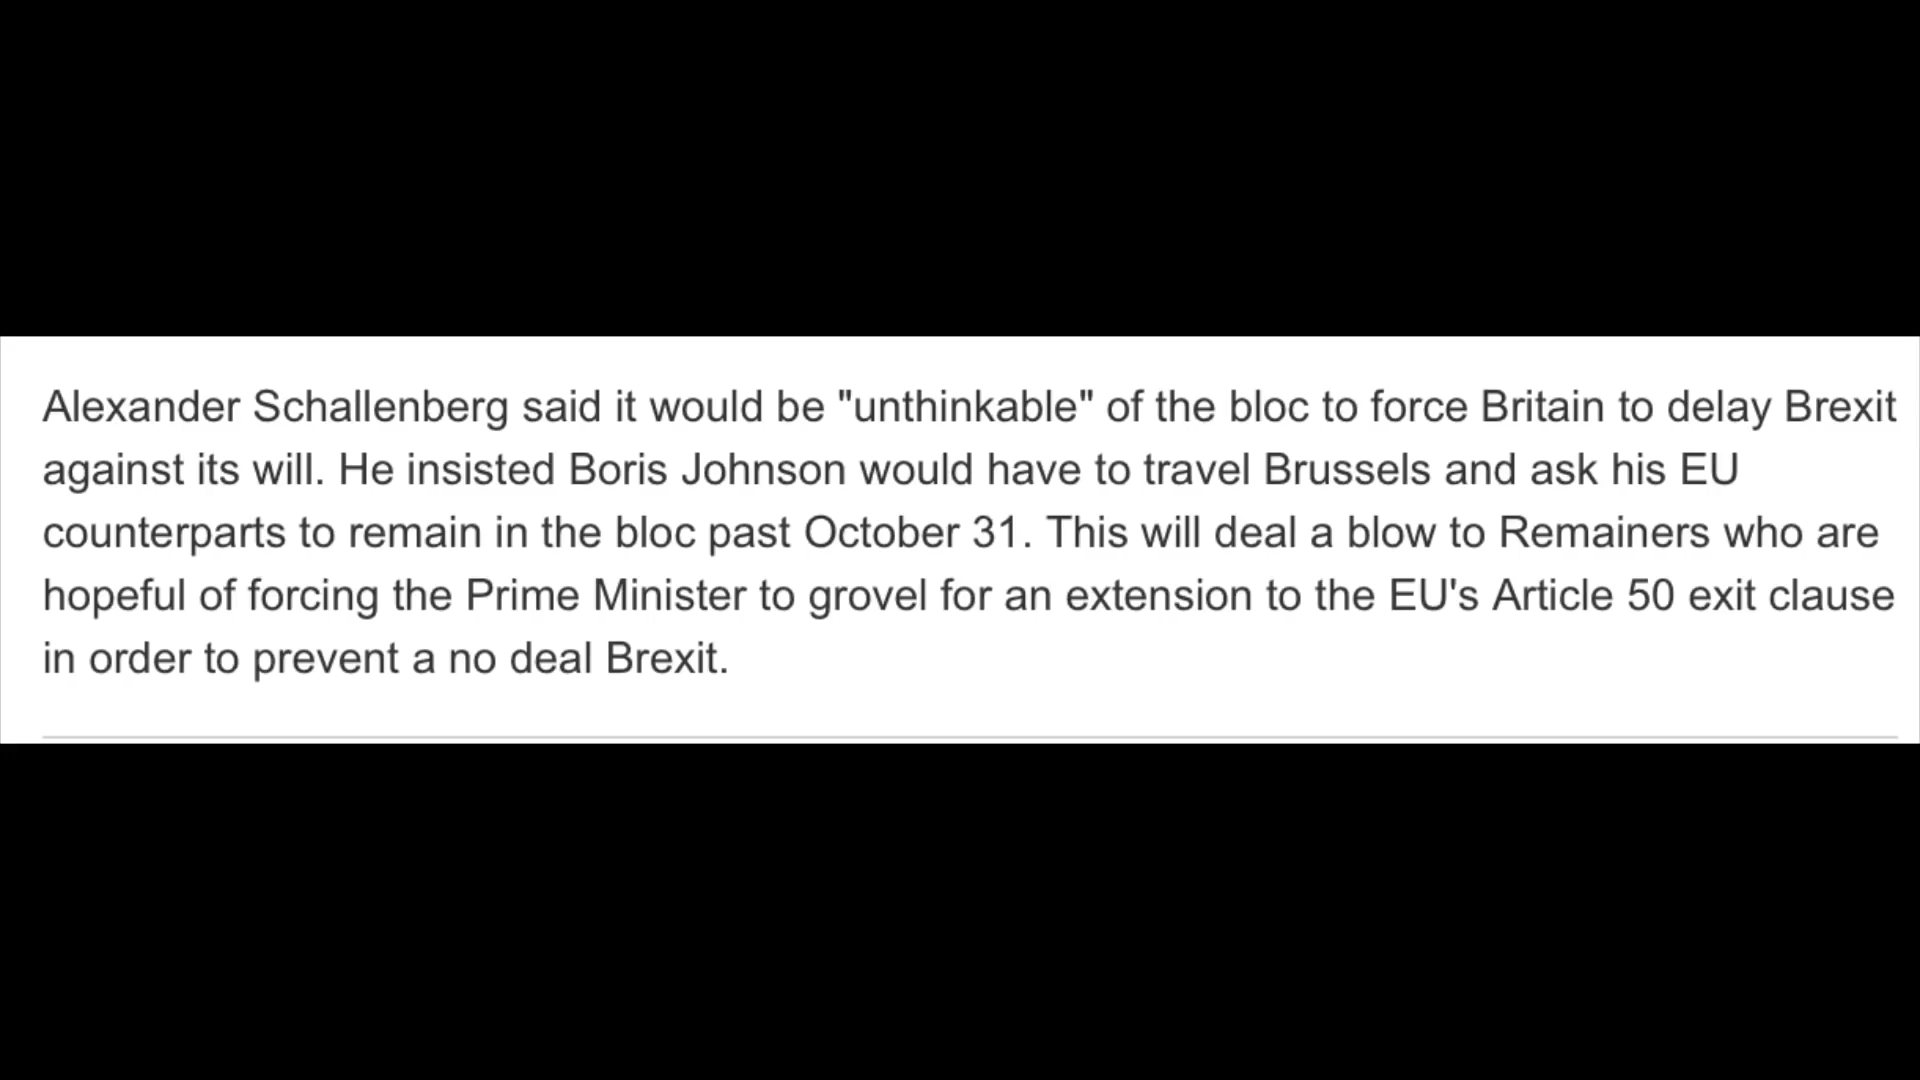 Alexander Schallenberg said it would be "unthinkable" of the bloc to force Britain to delay Brexit
against its will. He insisted Boris Johnson would have to travel Brussels and ask his EU
counterparts to remain in the bloc past October 31. This will deal a blow to Remainers who are
hopeful of forcing the Prime Minister to grovel for an extension to the EU's Article 50 exit clause
in order to prevent a no deal Brexit.